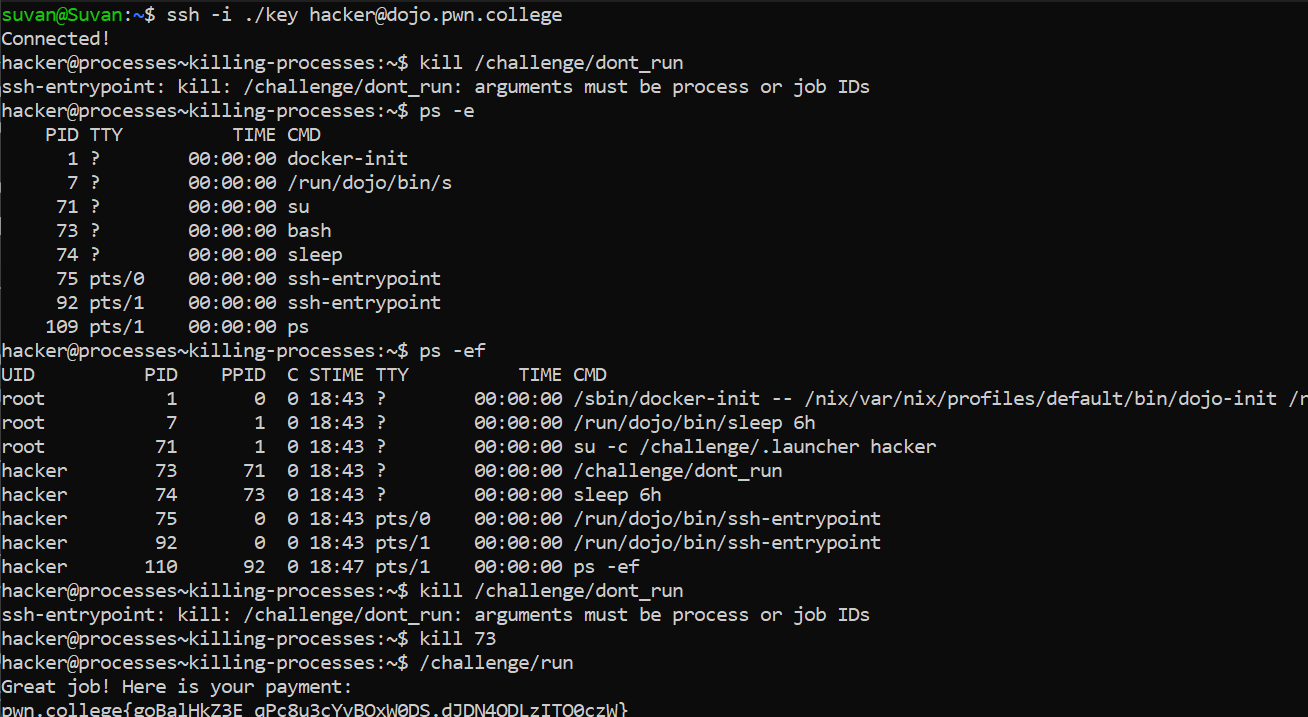 suvan@Suvan:~$ ssh -i ./key hacker@dojo.pwn.college
Connected!
hacker@processes~killing-processes:~$ kill /challenge/dont_run
ssh-entrypoint: kill: /challenge/dont_run: arguments must be process or job IDs
hacker@processes~killing-processes:~$ ps -e
    PID TTY          TIME CMD
      1 ?        00:00:00 docker-init
      7 ?        00:00:00 /run/dojo/bin/s
     71 ?        00:00:00 su
     73 ?        00:00:00 bash
     74 ?        00:00:00 sleep
     75 pts/0    00:00:00 ssh-entrypoint
     92 pts/1    00:00:00 ssh-entrypoint
    109 pts/1    00:00:00 ps
hacker@processes~killing-processes:~$ ps -ef
UID          PID    PPID  C STIME TTY          TIME CMD
root           1       0  0 18:43 ?        00:00:00 /sbin/docker-init -- /nix/var/nix/profiles/default/bin/dojo-init /r
root           7       1  0 18:43 ?        00:00:00 /run/dojo/bin/sleep 6h
root          71       1  0 18:43 ?        00:00:00 su -c /challenge/.launcher hacker
hacker        73      71  0 18:43 ?        00:00:00 /challenge/dont_run
hacker        74      73  0 18:43 ?        00:00:00 sleep 6h
hacker        75       0  0 18:43 pts/0    00:00:00 /run/dojo/bin/ssh-entrypoint
hacker        92       0  0 18:43 pts/1    00:00:00 /run/dojo/bin/ssh-entrypoint
hacker       110      92  0 18:47 pts/1    00:00:00 ps -ef
hacker@processes~killing-processes:~$ kill /challenge/dont_run
ssh-entrypoint: kill: /challenge/dont_run: arguments must be process or job IDs
hacker@processes~killing-processes:~$ kill 73
hacker@processes~killing-processes:~$ /challenge/run
Great job! Here is your payment: